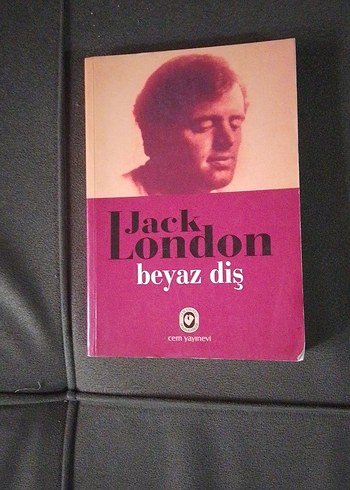 Jack
London
beyaz diş
cem yayınevi